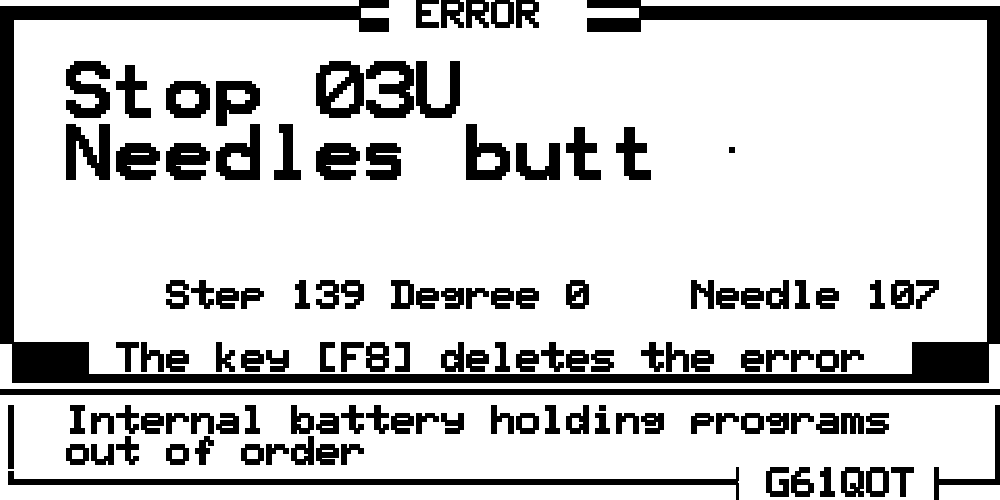 ERROR
Stop 03U
Needles butt .
Step 139 Degree 0 Needle 107
The key [F8] deletes the error
Internal battery holding programs
out of order
G61QOT